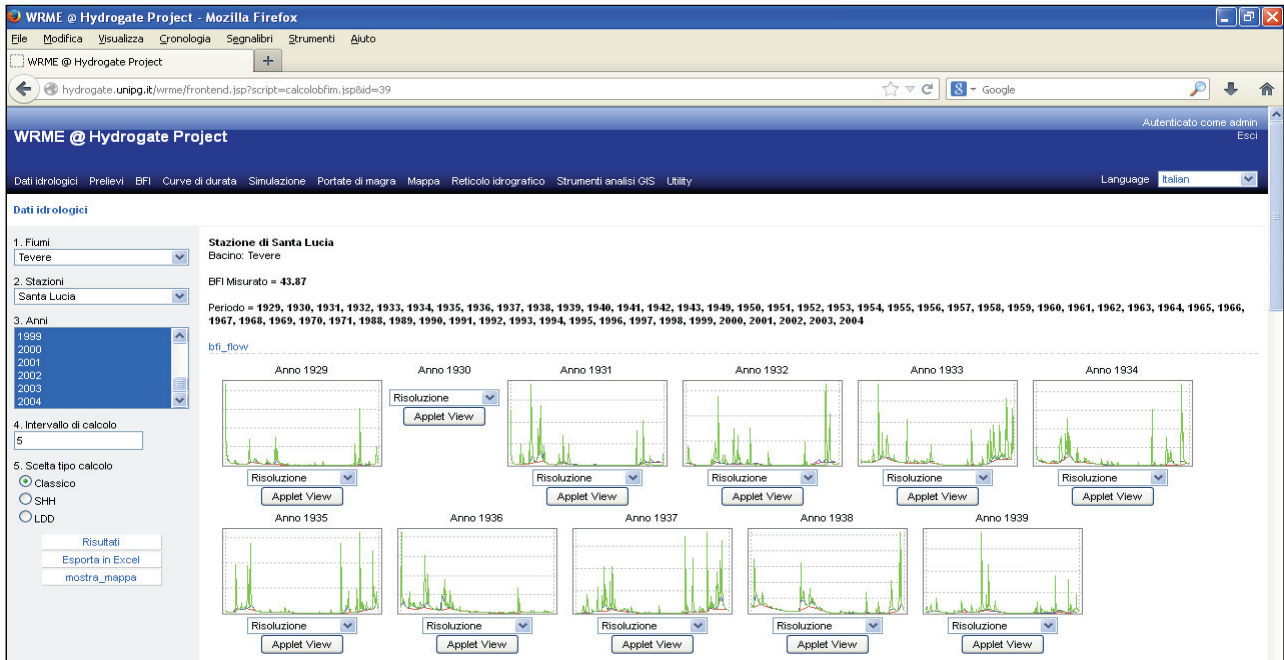 WRME @ Hydrogate Project - Mozilla Firefox
File Modifica Visualizza Cronologia Segnalibri Strumenti Aiuto
WRME @ Hydrogate Project
hydrogate.unipg.it/wrme/frontend.jsp?script=calcolobfim.jsp&id=39
Google
Autenticato come admin
WRME @ Hydrogate Project
Esci
Dati idrologici Prelievi BFI Curve di durata Simulazione Portate di magra Mappa Reticolo idrografico Strumenti analisi GIS Utility
Language Italian
Dati idrologici
1. Fiumi
Tevere
2. Stazioni
Santa Lucia
3. Anni
1999
2000
2001
2002
2003
2004
4. Intervallo di calcolo
5
5. Scelta tipo calcolo
Classico
SHH
LDD
Risultati
Esporta in Excel
mostra_mappa
Stazione di Santa Lucia
Bacino: Tevere
BFI Misurato = 43.87
Periodo = 1929, 1930, 1931, 1932, 1933, 1934, 1935, 1936, 1937, 1938, 1939, 1940, 1941, 1942, 1943, 1949, 1950, 1951, 1952, 1953, 1954, 1955, 1956, 1957, 1958, 1959, 1960, 1961, 1962, 1963, 1964, 1965, 1966,
1967, 1968, 1969, 1970, 1971, 1988, 1989, 1990, 1991, 1992, 1993, 1994, 1995, 1996, 1997, 1998, 1999, 2000, 2001, 2002, 2003, 2004
bfi_flow
Anno 1929 Anno 1930 Anno 1931 Anno 1932 Anno 1933 Anno 1934
Risoluzione
Applet View
Risoluzione Risoluzione Risoluzione Risoluzione Risoluzione
Applet View Applet View Applet View Applet View Applet View
Anno 1935 Anno 1936 Anno 1937 Anno 1938 Anno 1939
Risoluzione Risoluzione Risoluzione Risoluzione Risoluzione
Applet View Applet View Applet View Applet View Applet View